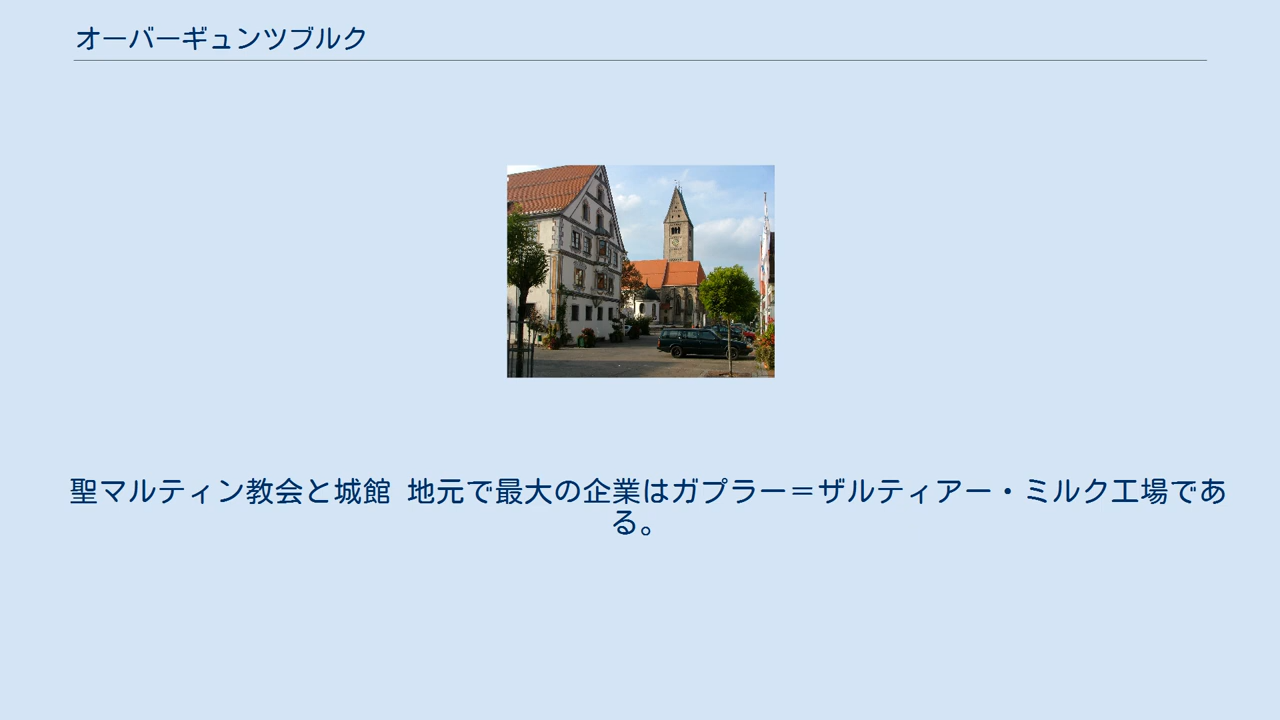 オーバーギュンツブルク
聖マルティン教会と城館 地元で最大の企業はガプラー＝ザルティアー・ミルク工場であ
る。